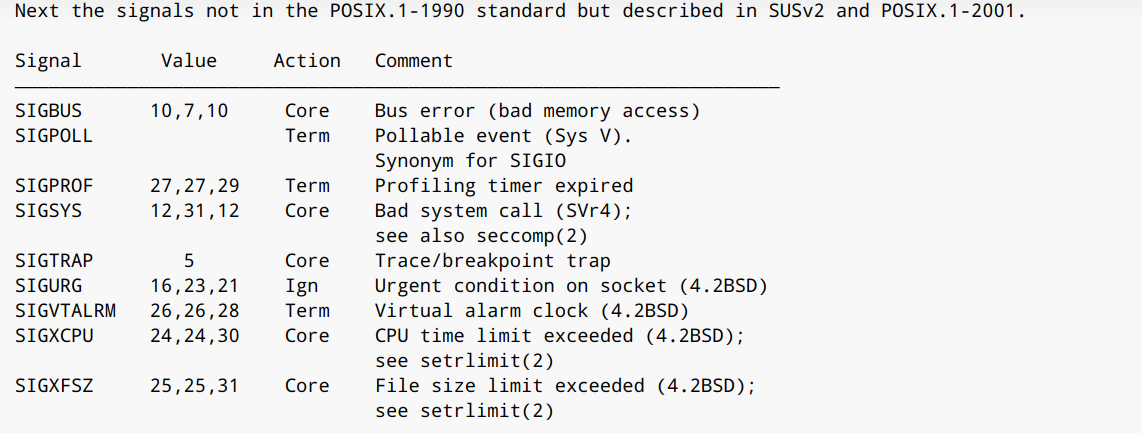 Next the signals not in the POSIX.1-1990 standard but described in SUSv2 and POSIX.1-2001.
Signal Value Action Comment
SIGBUS 10,7,10 Core Bus error (bad memory access)
SIGPOLL Term Pollable event (Sys V).
Synonym for SIGIO
SIGPROF 27,27,29 Term Profiling timer expired
SIGSYS 12,31,12 Core Bad system call (SVr4);
see also seccomp(2)
SIGTRAP 5 Core Trace/breakpoint trap
SIGURG 16,23,21 Ign Urgent condition on socket (4.2BSD)
SIGVTALRM 26,26,28 Term Virtual alarm clock (4.2BSD)
SIGXCPU 24,24,30 Core CPU time limit exceeded (4.2BSD);
see setrlimit(2)
SIGXFSZ 25,25,31 Core File size limit exceeded (4.2BSD);
see setrlimit(2)